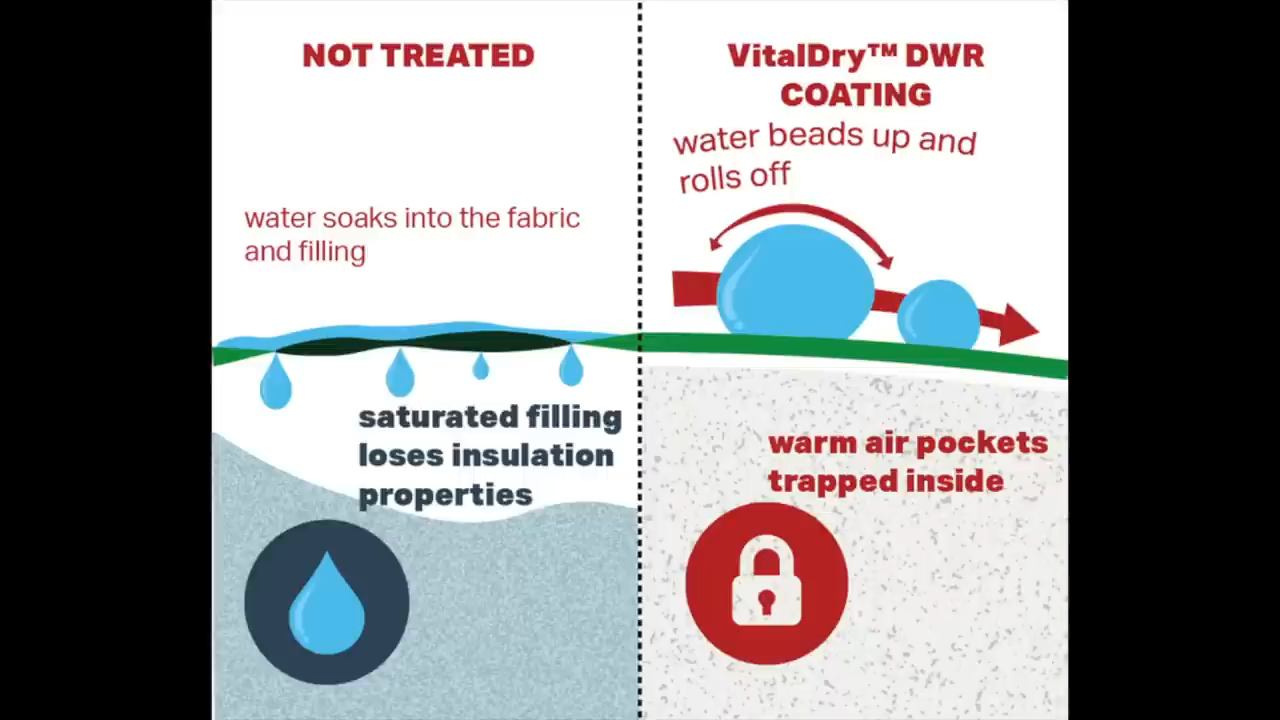 NOT TREATED
water soaks into the fabric
and filling
saturated filling
loses insulation
properties
VitalDry™ DWR
COATING
water beads up and
rolls off
warm air pockets
trapped inside